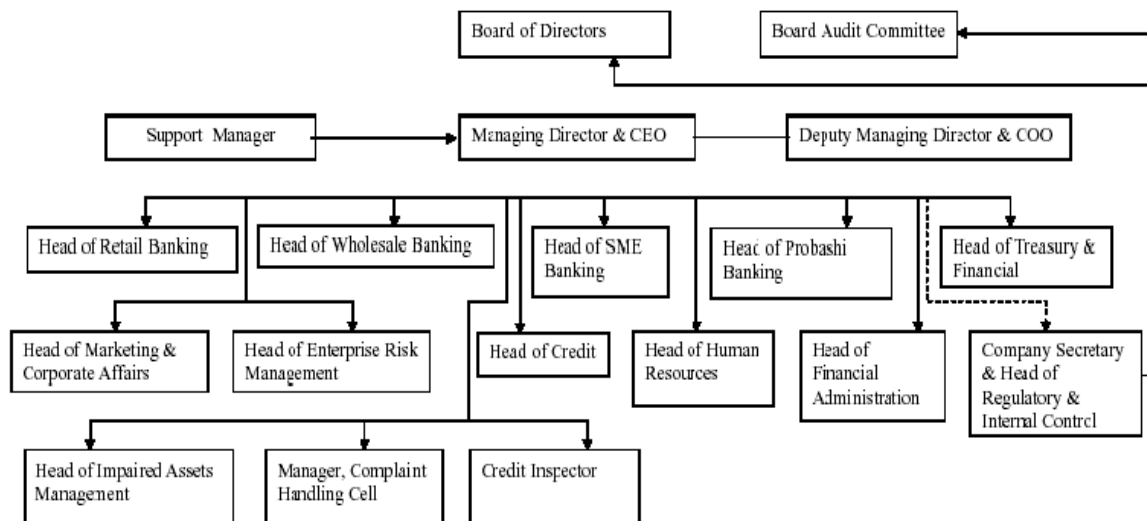 Board of Directors
Board Audit Committee
Support Manager
Managing Director & CEO
Deputy Managing Director & COO
Head of Retail Banking
Head of Wholesale Banking
Head of SME
Banking
Head of Probashi
Banking
Head of Treasury &
Financial
Head of Marketing &
Corporate Affairs
Head of Enterprise Risk
Management
Head of Credit
Head of Human
Resources
Head of
Financial
Administration
Company Secretary
& Head of
Regulatory &
Internal Control
Head of Impaired Assets
Management
Manager, Complaint
Handling Cell
Credit Inspector